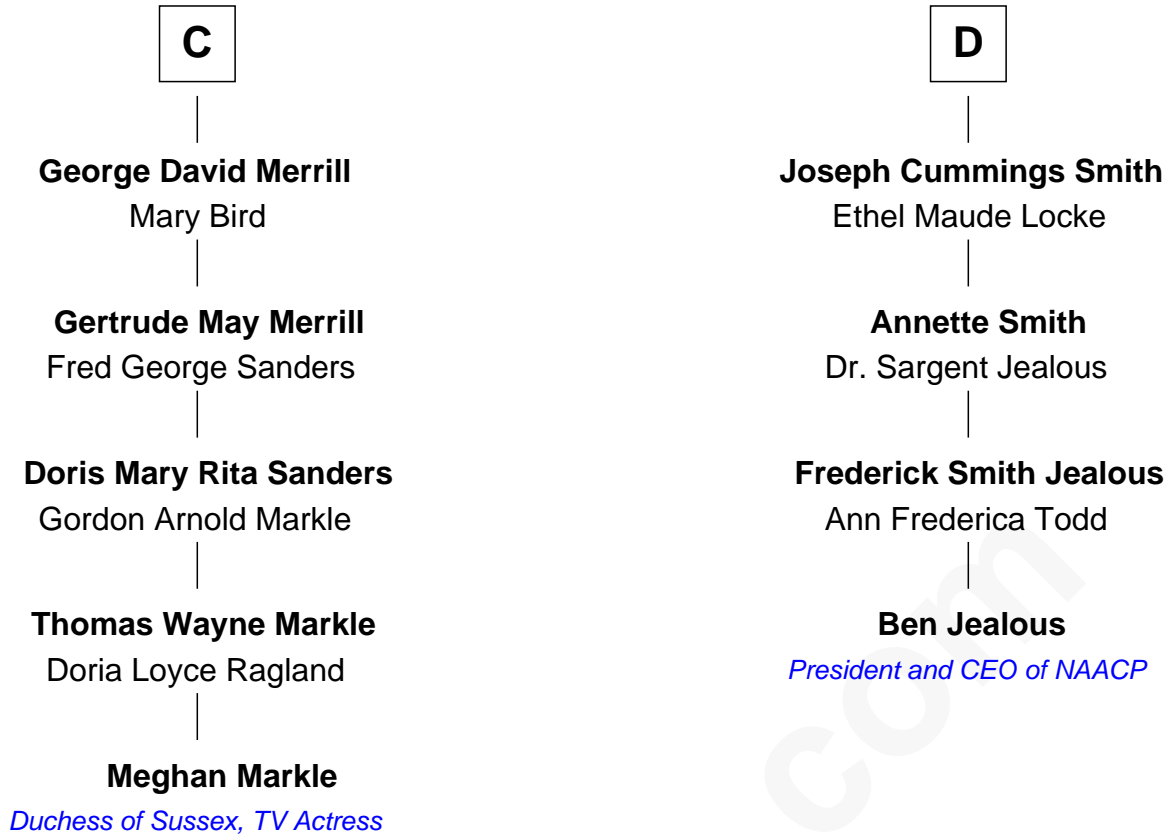 C
George David Merrill
Mary Bird
Gertrude May Merrill
Fred George Sanders
Doris Mary Rita Sanders
Gordon Arnold Markle
Thomas Wayne Markle
Doria Loyce Ragland
Meghan Markle
Duchess of Sussex, TV Actress
D
Joseph Cummings Smith
Ethel Maude Locke
Annette Smith
Dr. Sargent Jealous
Frederick Smith Jealous
Ann Frederica Todd
Ben Jealous
President and CEO of NAACP
com